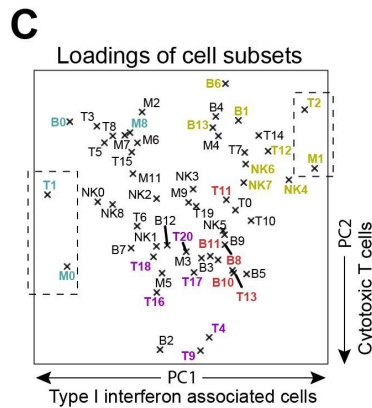 C
Loadings of cell subsets
B6
T2
M2
B4
B1
B0
T3
M8
B13
T8
M7
M6
M4
T14
T5
T15
T7
T12
M1
NK6
M11
NK3
NK7
NK4
T1
NK0
NK8
NK2
M9
T11
T19
T0
T6
B12
NK5
T10
NK1
T20
B7
B11
B9
T18
M3
B3
B8
M0
M5
T17
B10
B5
T16
T13
T4
B2
T9
PC2
Cytotoxic T cells
PC1
Type I interferon associated cells